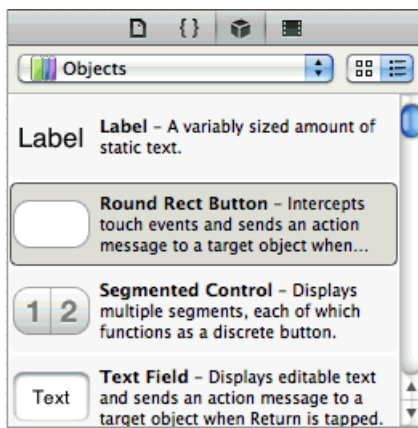 { }
Objects
Label
Label – A variably sized amount of
static text.
Round Rect Button – Intercepts
touch events and sends an action
message to a target object when...
1 2
Segmented Control – Displays
multiple segments, each of which
functions as a discrete button.
Text
Text Field – Displays editable text
and sends an action message to a
target object when Return is tapped.